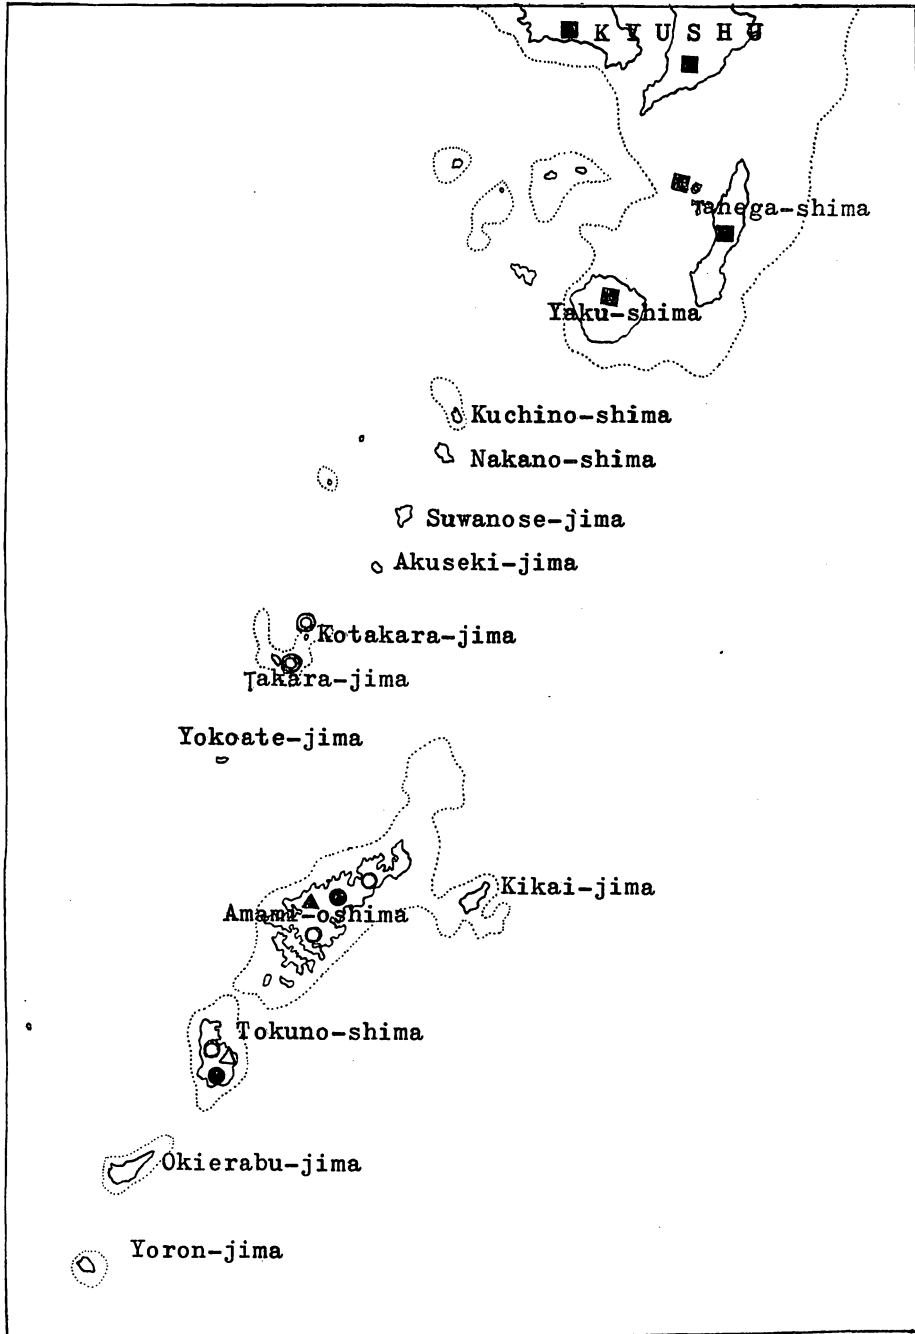 KYUSHU
Tanega-shima
Yaku-shima
Kuchino-shima
Nakano-shima
Suwanose-jima
Akuseki-jima
Kotakara-jima
Takara-jima
Yokoate-jima
Kikai-jima
Amami-oshima
Tokuno-shima
Okierabu-jima
Yoron-jima